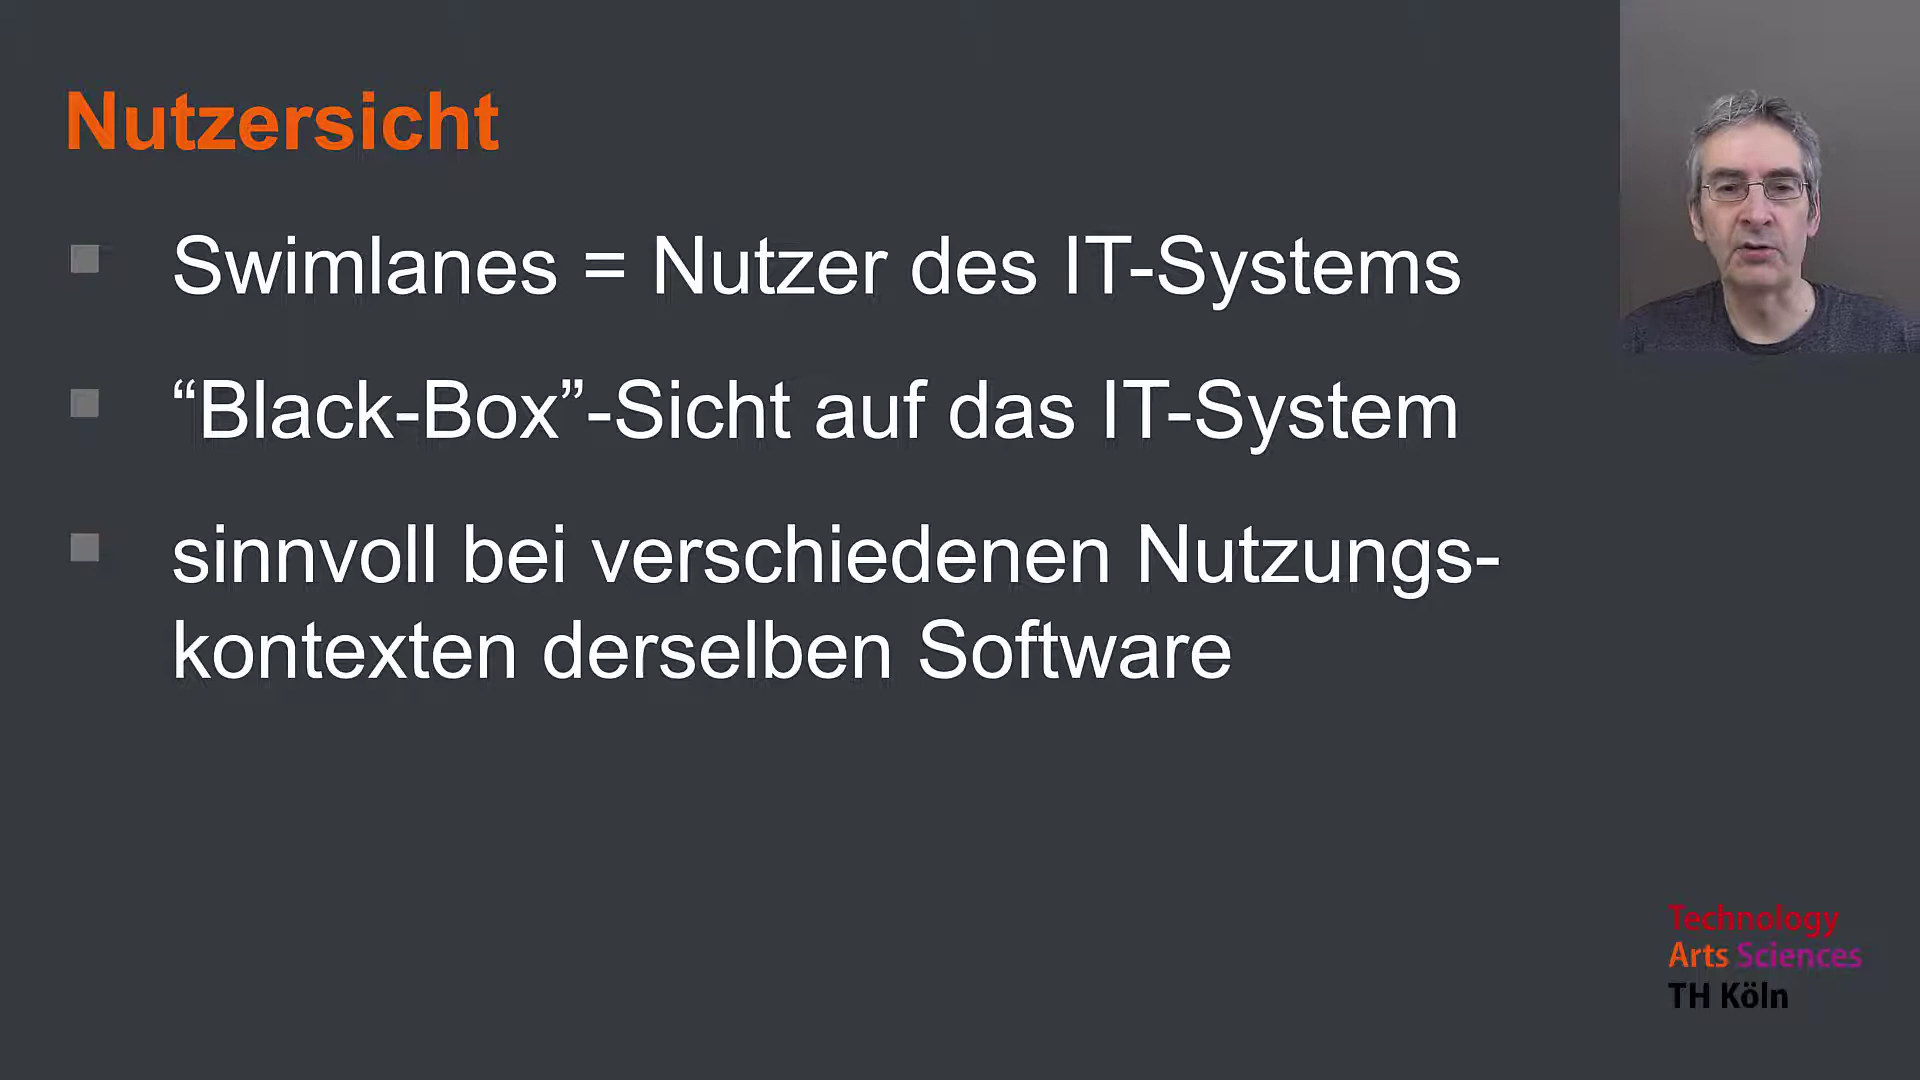 Nutzersicht
Swimlanes = Nutzer des IT-Systems
“Black-Box”-Sicht auf das IT-System
sinnvoll bei verschiedenen Nutzungs-
kontexten derselben Software
Technology
Arts Sciences
TH Köln